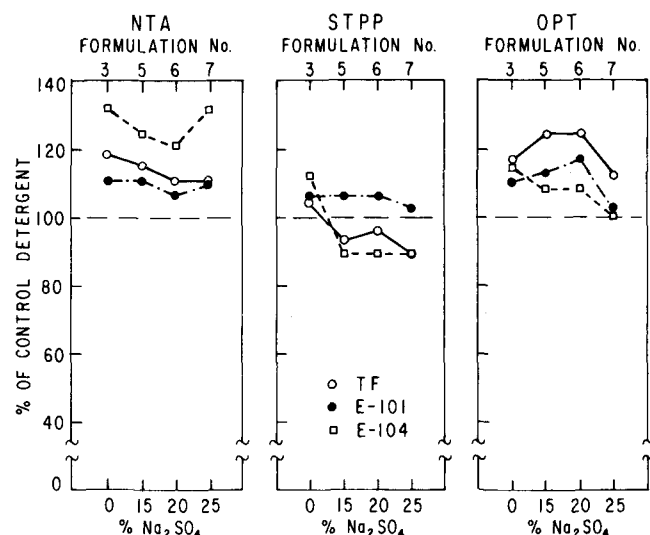 NTA STPP OPT
FORMULATION No. FORMULATION No. FORMULATION No.
3 5 6 7 3 5 6 7 3 5 6 7
% OF CONTROL DETERGENT
140
120
100
80
60
40
0
TF
E-101
E-104
0 15 20 25 0 15 20 25 0 15 20 25
% Na₂SO₄ % Na₂SO₄ % Na₂SO₄